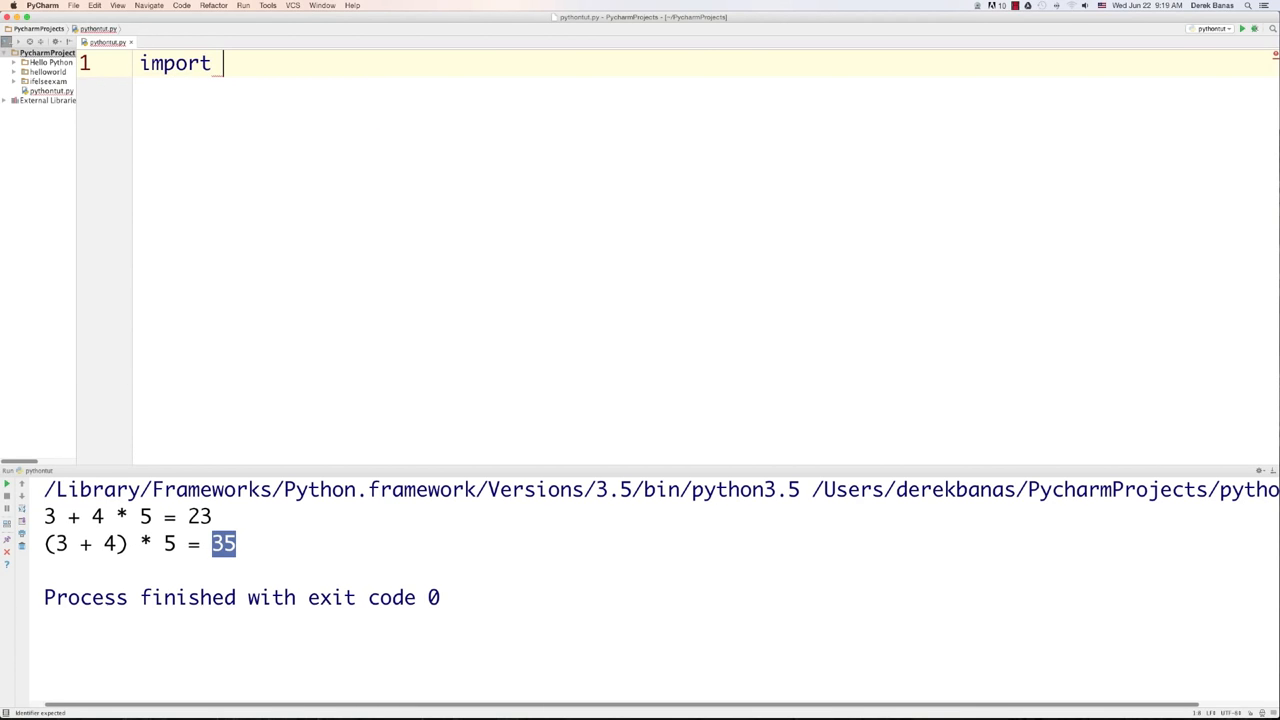 PyCharm File Edit View Navigate Code Refactor Run Tools VCS Window Help 10 Wed Jun 22 9:19 AM Derek Banas
pythontut.py - PycharmProjects - [~/PycharmProjects]
PycharmProjects pythontut.py pythontut
pythontut.py
PycharmProject
Hello Python
helloworld
ifelseexam
pythontut.py
External Librarie
1 import
Run pythontut
/Library/Frameworks/Python.framework/Versions/3.5/bin/python3.5 /Users/derekbanas/PycharmProjects/pytho
3 + 4 * 5 = 23
(3 + 4) * 5 = 35
Process finished with exit code 0
Identifier expected 1:8 LF UTF-8